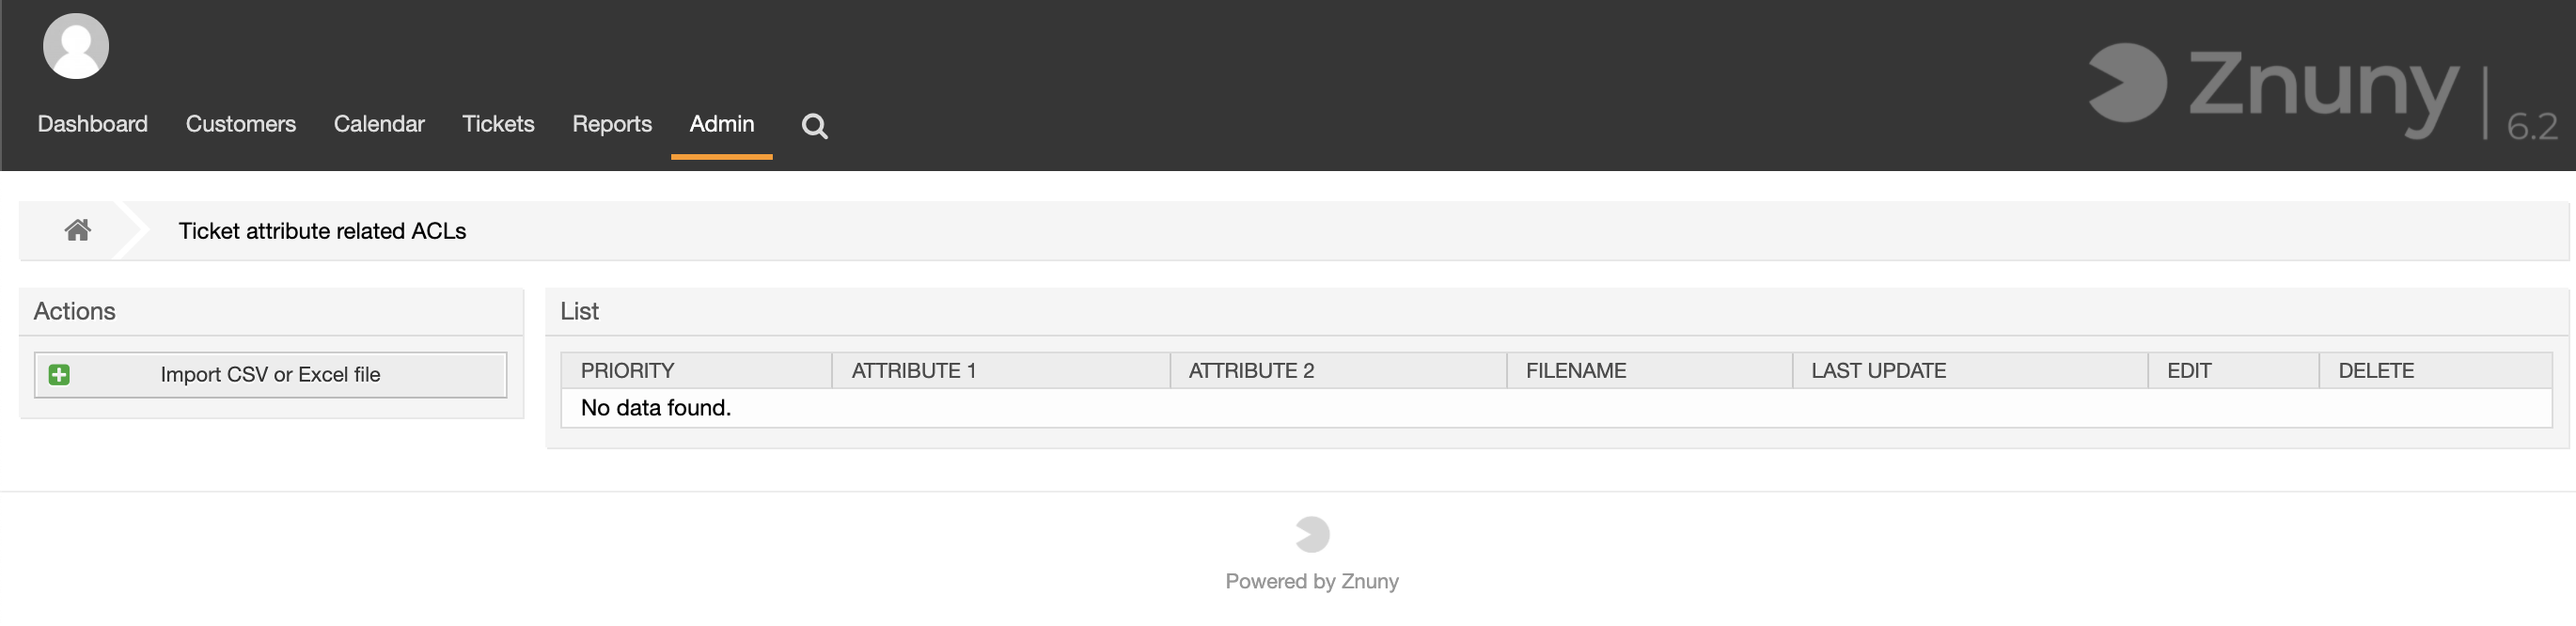 Znuny 6.2
Dashboard Customers Calendar Tickets Reports Admin
Ticket attribute related ACLs
Actions
Import CSV or Excel file
List
PRIORITY ATTRIBUTE 1 ATTRIBUTE 2 FILENAME LAST UPDATE EDIT DELETE
No data found.
Powered by Znuny